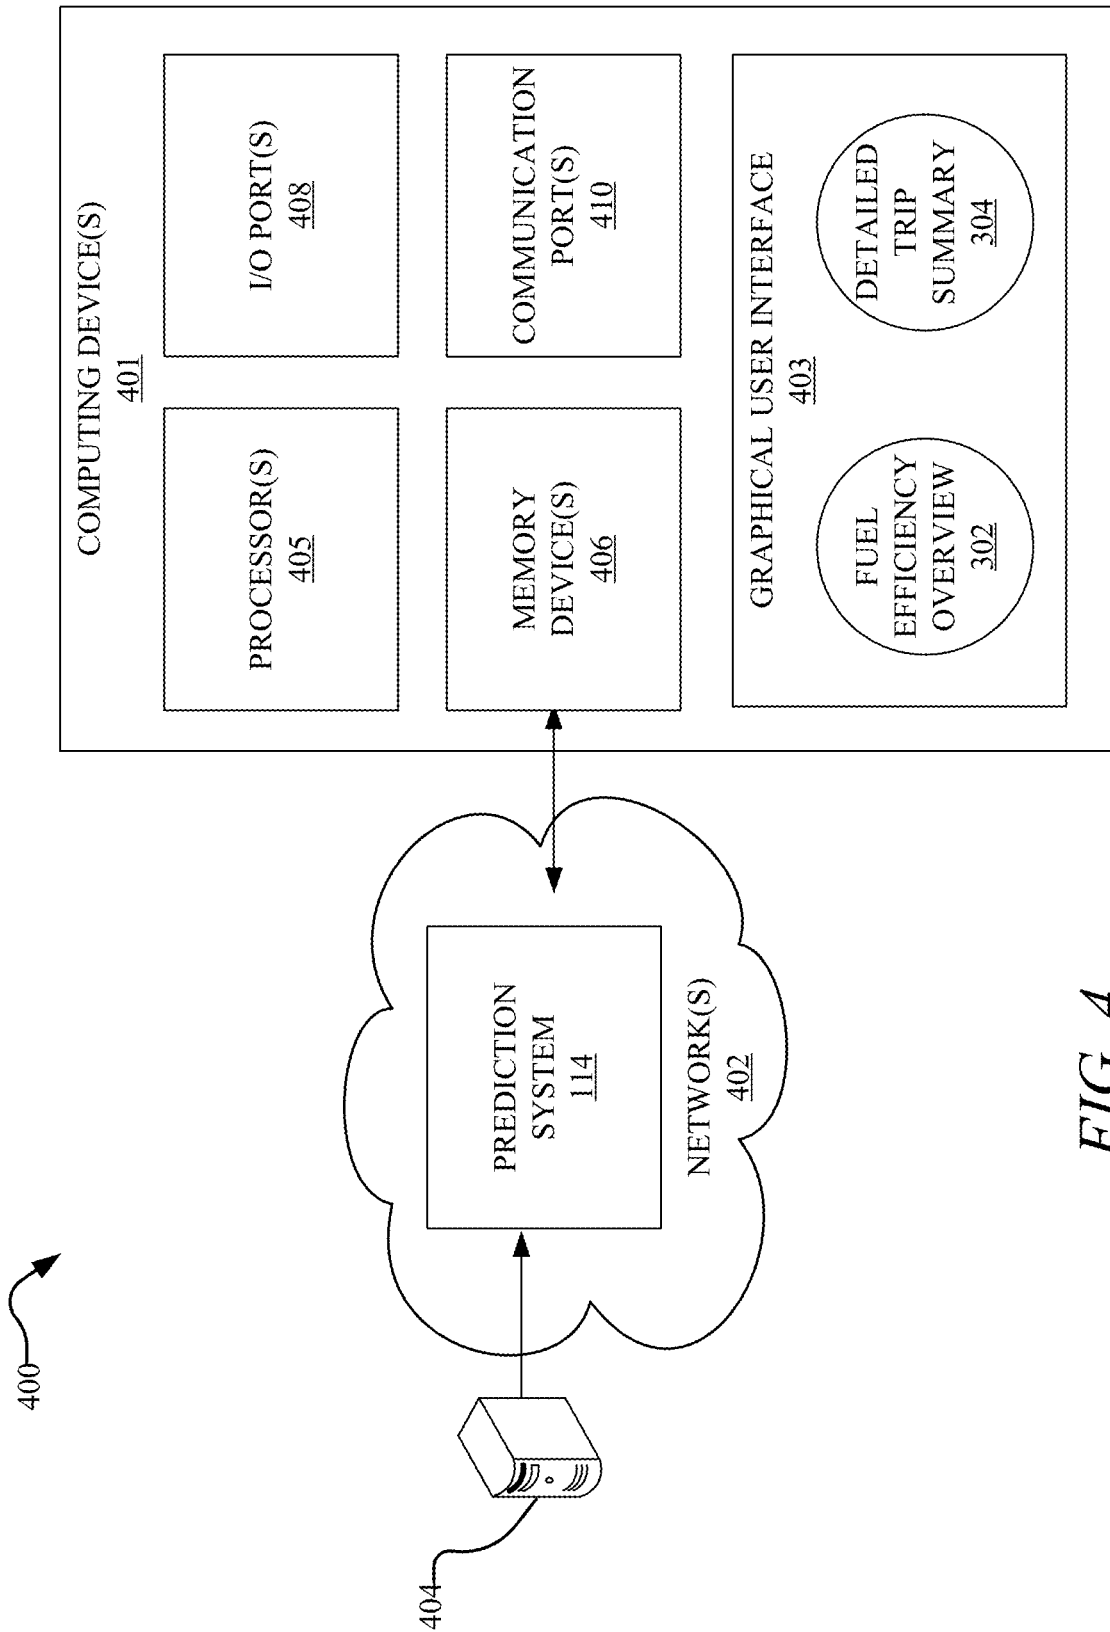 400
404
PREDICTION
SYSTEM
114
NETWORK(S)
402
COMPUTING DEVICE(S)
401
PROCESSOR(S)
405
I/O PORT(S)
408
MEMORY
DEVICE(S)
406
COMMUNICATION
PORT(S)
410
GRAPHICAL USER INTERFACE
403
FUEL
EFFICIENCY
OVERVIEW
302
DETAILED
TRIP
SUMMARY
304
FIG. 4